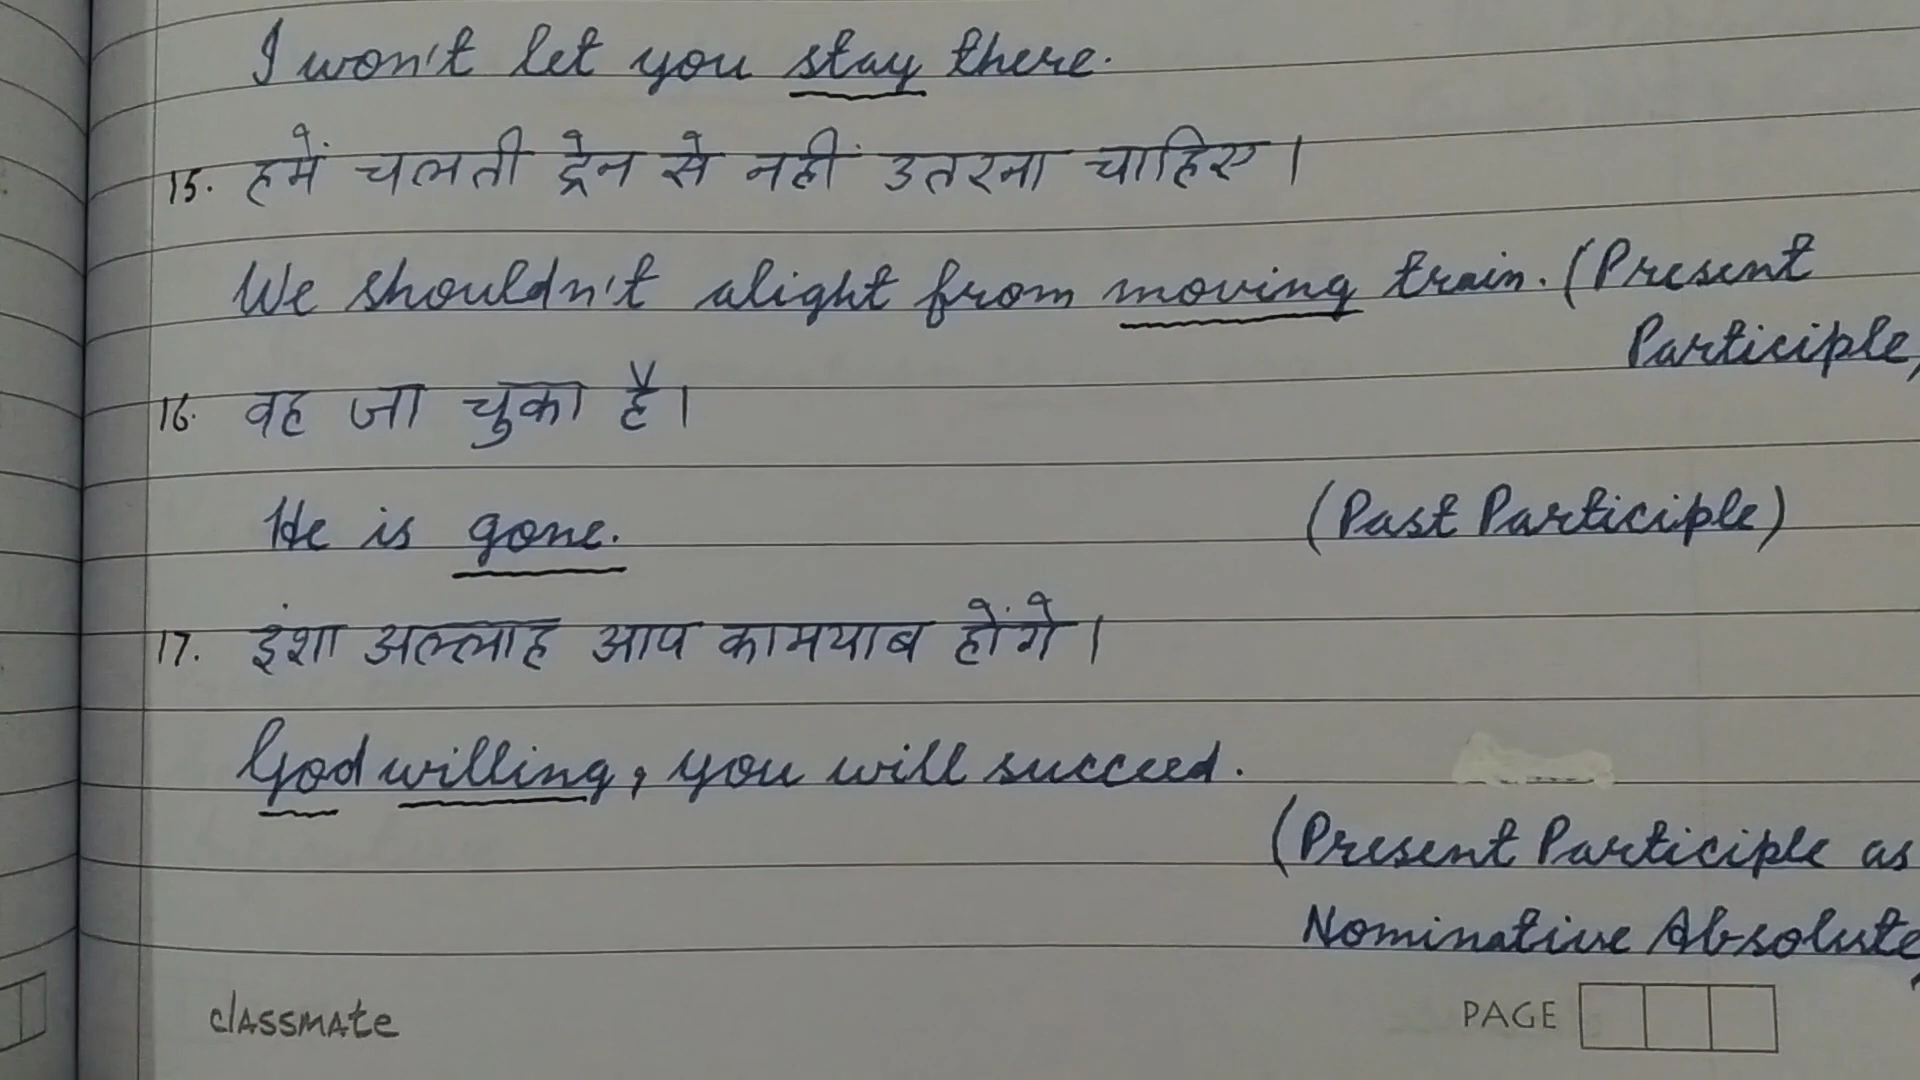 I won't let you stay there.
15. हमें चलती ट्रेन से नहीं उतरना चाहिए।
We shouldn't alight from moving train. (Present
Participle)
16. वह जा चुका है।
He is gone. (Past Participle)
17. इंशा अल्लाह आप कामयाब होंगे।
God willing, you will succeed.
(Present Participle as
Nominative Absolute)
classmate
PAGE